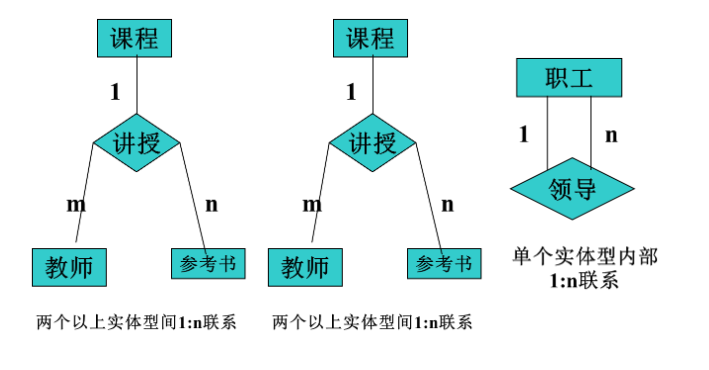 课程
1
讲授
m
n
教师
参考书
两个以上实体型间1:n联系
课程
1
讲授
m
n
教师
参考书
两个以上实体型间1:n联系
职工
1
n
领导
单个实体型内部
1:n联系